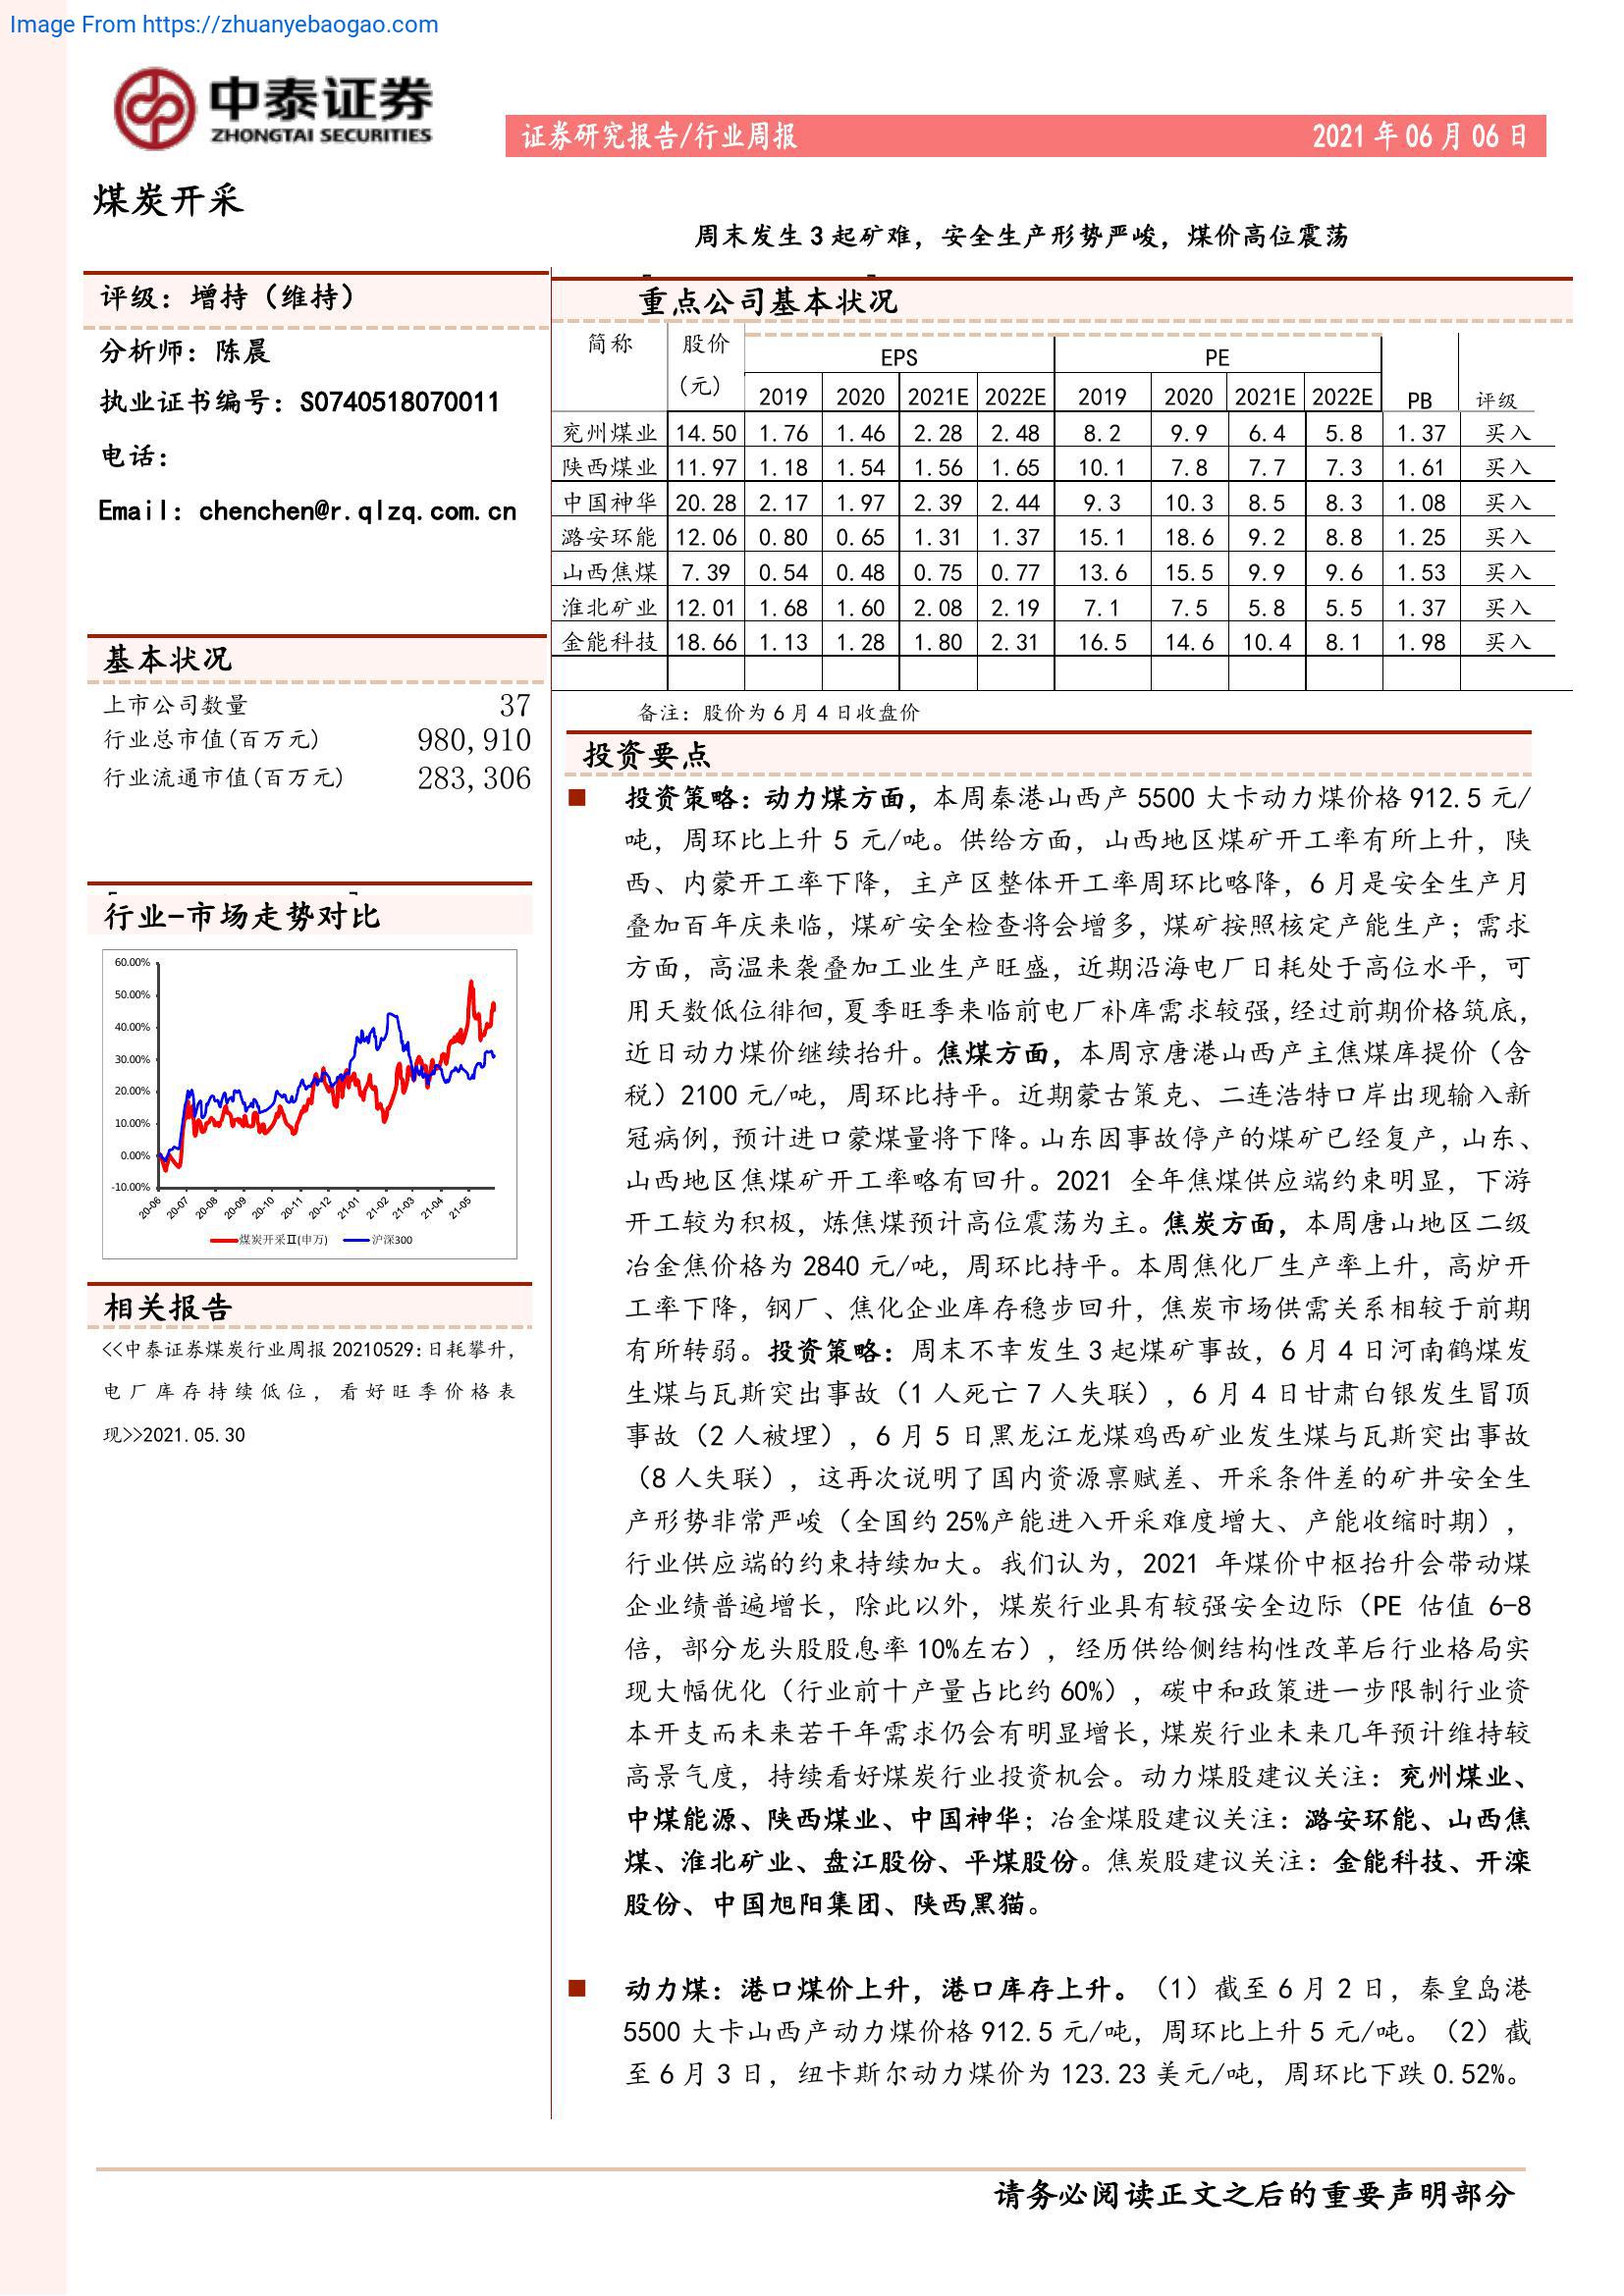 Image From https://zhuanyebaogao.com
中泰证券
ZHONGTAI SECURITIES
证券研究报告/行业周报 2021年06月06日
煤炭开采
周末发生3起矿难，安全生产形势严峻，煤价高位震荡
评级：增持（维持）
分析师：陈晨
执业证书编号：S0740518070011
电话：
Email：chenchen@r.qlzq.com.cn
基本状况
上市公司数量 37
行业总市值(百万元) 980,910
行业流通市值(百万元) 283,306
行业-市场走势对比
60.00%
50.00%
40.00%
30.00%
20.00%
10.00%
0.00%
-10.00%
20-06 20-07 20-08 20-09 20-10 20-11 20-12 21-01 21-02 21-03 21-04 21-05
煤炭开采Ⅱ(申万) 沪深300
相关报告
<<中泰证券煤炭行业周报20210529：日耗攀升，
电厂库存持续低位，看好旺季价格表
现>>2021.05.30
重点公司基本状况
简称 股价 EPS PE
(元) 2019 2020 2021E 2022E 2019 2020 2021E 2022E PB 评级
兖州煤业 14.50 1.76 1.46 2.28 2.48 8.2 9.9 6.4 5.8 1.37 买入
陕西煤业 11.97 1.18 1.54 1.56 1.65 10.1 7.8 7.7 7.3 1.61 买入
中国神华 20.28 2.17 1.97 2.39 2.44 9.3 10.3 8.5 8.3 1.08 买入
潞安环能 12.06 0.80 0.65 1.31 1.37 15.1 18.6 9.2 8.8 1.25 买入
山西焦煤 7.39 0.54 0.48 0.75 0.77 13.6 15.5 9.9 9.6 1.53 买入
淮北矿业 12.01 1.68 1.60 2.08 2.19 7.1 7.5 5.8 5.5 1.37 买入
金能科技 18.66 1.13 1.28 1.80 2.31 16.5 14.6 10.4 8.1 1.98 买入
备注：股价为6月4日收盘价
投资要点
■ 投资策略：动力煤方面，本周秦港山西产5500大卡动力煤价格912.5元/
吨，周环比上升5元/吨。供给方面，山西地区煤矿开工率有所上升，陕
西、内蒙开工率下降，主产区整体开工率周环比略降，6月是安全生产月
叠加百年庆来临，煤矿安全检查将会增多，煤矿按照核定产能生产；需求
方面，高温来袭叠加工业生产旺盛，近期沿海电厂日耗处于高位水平，可
用天数低位徘徊，夏季旺季来临前电厂补库需求较强，经过前期价格筑底，
近日动力煤价继续抬升。焦煤方面，本周京唐港山西产主焦煤库提价（含
税）2100元/吨，周环比持平。近期蒙古策克、二连浩特口岸出现输入新
冠病例，预计进口蒙煤量将下降。山东因事故停产的煤矿已经复产，山东、
山西地区焦煤矿开工率略有回升。2021 全年焦煤供应端约束明显，下游
开工较为积极，炼焦煤预计高位震荡为主。焦炭方面，本周唐山地区二级
冶金焦价格为2840元/吨，周环比持平。本周焦化厂生产率上升，高炉开
工率下降，钢厂、焦化企业库存稳步回升，焦炭市场供需关系相较于前期
有所转弱。投资策略：周末不幸发生3起煤矿事故，6月4日河南鹤煤发
生煤与瓦斯突出事故（1人死亡7人失联），6月4日甘肃白银发生冒顶
事故（2人被埋），6月5日黑龙江龙煤鸡西矿业发生煤与瓦斯突出事故
（8人失联），这再次说明了国内资源禀赋差、开采条件差的矿井安全生
产形势非常严峻（全国约25%产能进入开采难度增大、产能收缩时期），
行业供应端的约束持续加大。我们认为，2021 年煤价中枢抬升会带动煤
企业绩普遍增长，除此以外，煤炭行业具有较强安全边际（PE 估值 6-8
倍，部分龙头股股息率10%左右），经历供给侧结构性改革后行业格局实
现大幅优化（行业前十产量占比约60%），碳中和政策进一步限制行业资
本开支而未来若干年需求仍会有明显增长，煤炭行业未来几年预计维持较
高景气度，持续看好煤炭行业投资机会。动力煤股建议关注：兖州煤业、
中煤能源、陕西煤业、中国神华；冶金煤股建议关注：潞安环能、山西焦
煤、淮北矿业、盘江股份、平煤股份。焦炭股建议关注：金能科技、开滦
股份、中国旭阳集团、陕西黑猫。
■ 动力煤：港口煤价上升，港口库存上升。（1）截至6月2日，秦皇岛港
5500大卡山西产动力煤价格912.5元/吨，周环比上升5元/吨。（2）截
至6月3日，纽卡斯尔动力煤价为123.23美元/吨，周环比下跌0.52%。
请务必阅读正文之后的重要声明部分